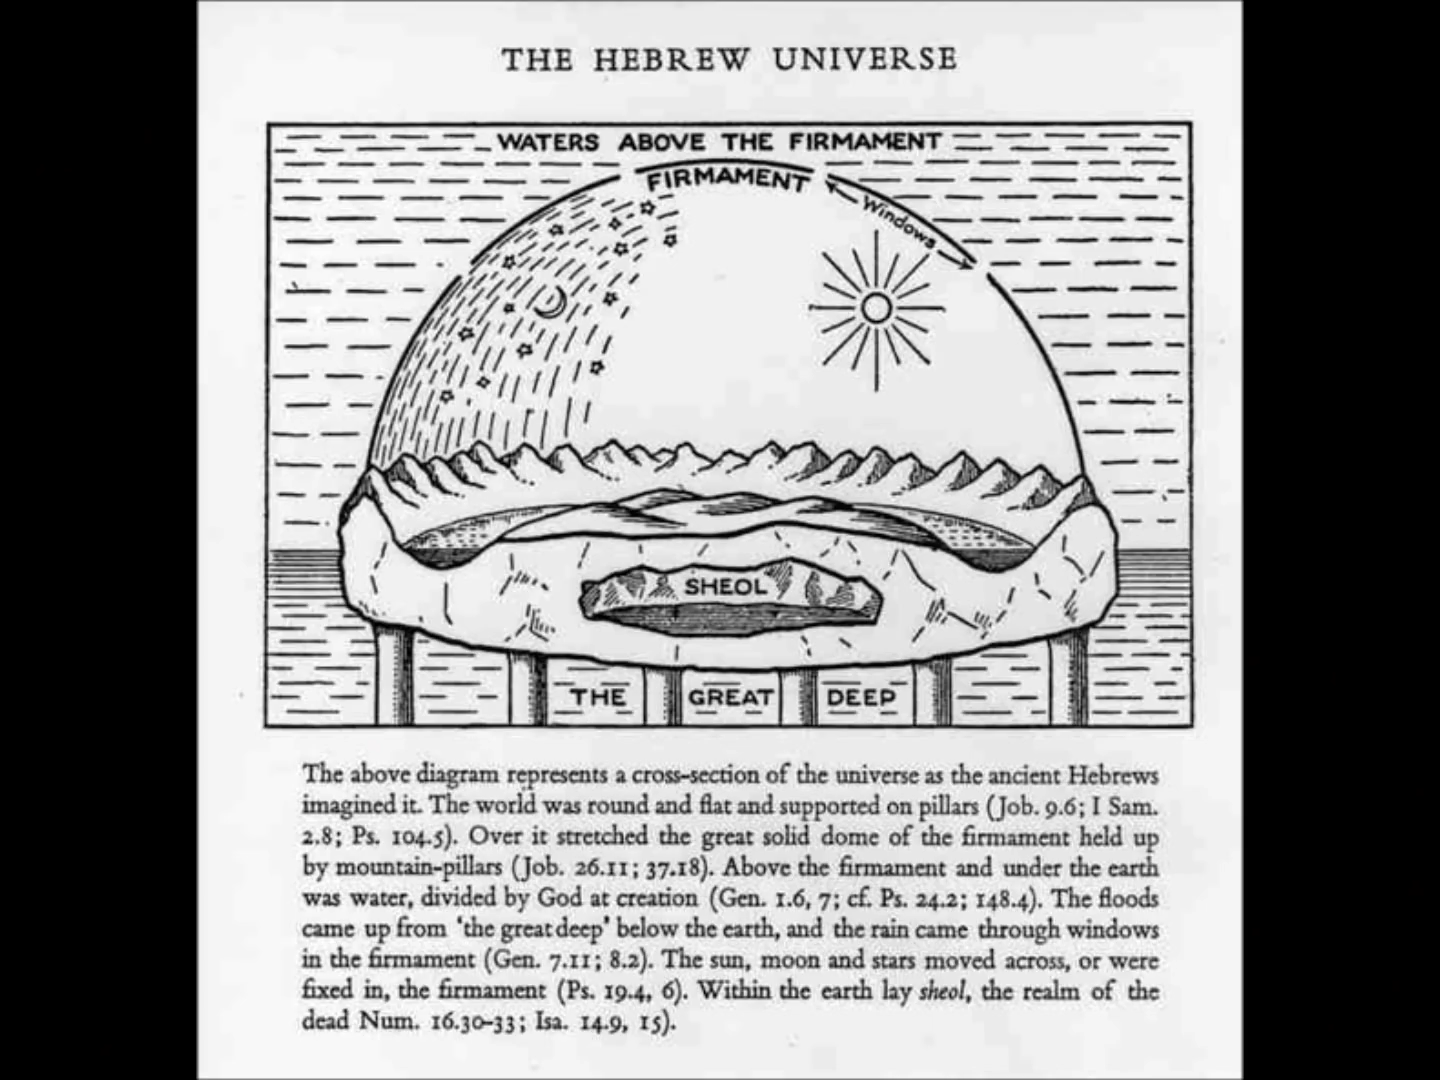 THE HEBREW UNIVERSE
WATERS ABOVE THE FIRMAMENT
FIRMAMENT
Windows
SHEOL
THE GREAT DEEP
The above diagram represents a cross-section of the universe as the ancient Hebrews
imagined it. The world was round and flat and supported on pillars (Job. 9.6; I Sam.
2.8; Ps. 104.5). Over it stretched the great solid dome of the firmament held up
by mountain-pillars (Job. 26.11; 37.18). Above the firmament and under the earth
was water, divided by God at creation (Gen. 1.6, 7; cf. Ps. 24.2; 148.4). The floods
came up from 'the great deep' below the earth, and the rain came through windows
in the firmament (Gen. 7.11; 8.2). The sun, moon and stars moved across, or were
fixed in, the firmament (Ps. 19.4, 6). Within the earth lay sheol, the realm of the
dead Num. 16.30-33; Isa. 14.9, 15).